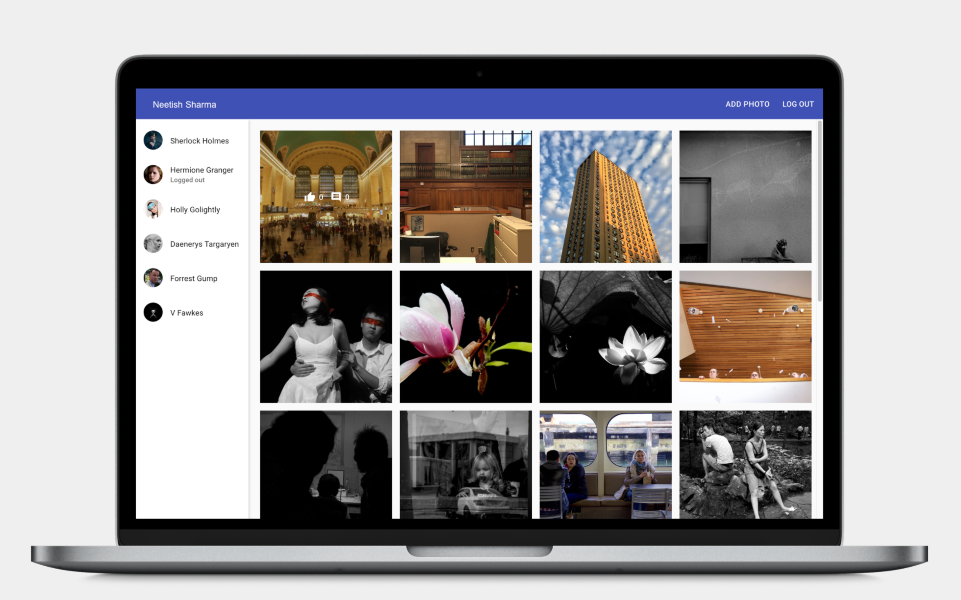 Neetish Sharma
ADD PHOTO
LOG OUT
Sherlock Holmes
Hermione Granger
Logged out
Holly Golightly
Daenerys Targaryen
Forrest Gump
V Fawkes
0
0